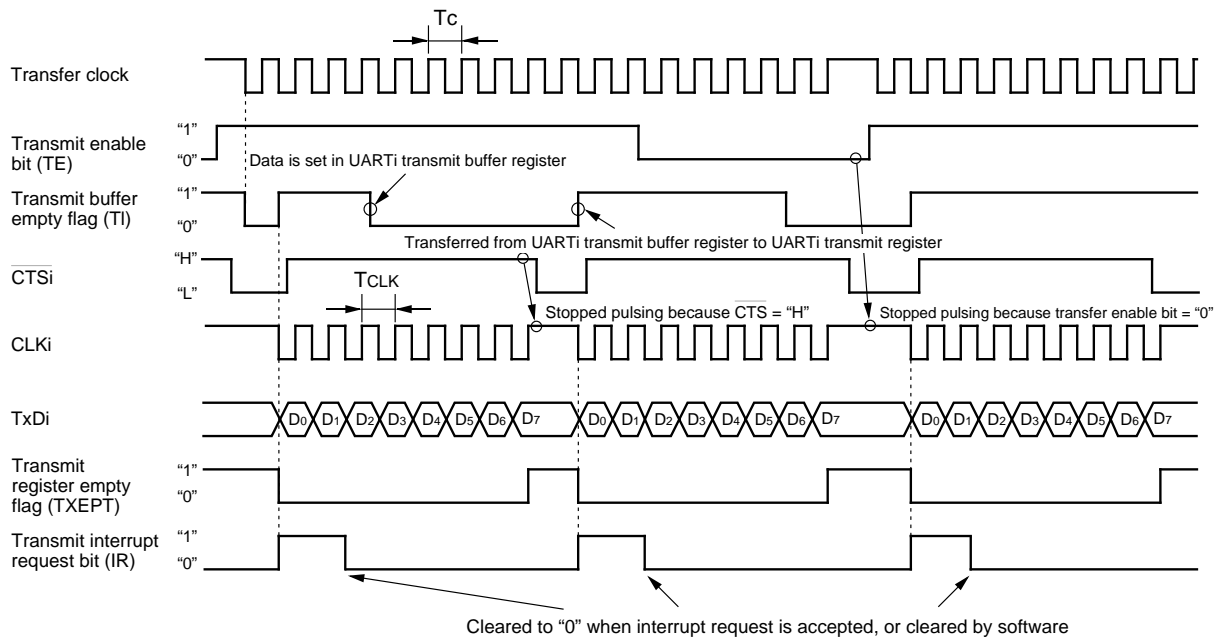 Tc
Transfer clock
Transmit enable
bit (TE)
“1”
“0”
Data is set in UARTi transmit buffer register
Transmit buffer
empty flag (TI)
“1”
“0”
Transferred from UARTi transmit buffer register to UARTi transmit register
CTSi
“H”
“L”
TCLK
Stopped pulsing because CTS = “H”
Stopped pulsing because transfer enable bit = “0”
CLKi
TxDi
D0 D1 D2 D3 D4 D5 D6 D7
D0 D1 D2 D3 D4 D5 D6 D7
D0 D1 D2 D3 D4 D5 D6 D7
Transmit
register empty
flag (TXEPT)
“1”
“0”
Transmit interrupt
request bit (IR)
“1”
“0”
Cleared to “0” when interrupt request is accepted, or cleared by software